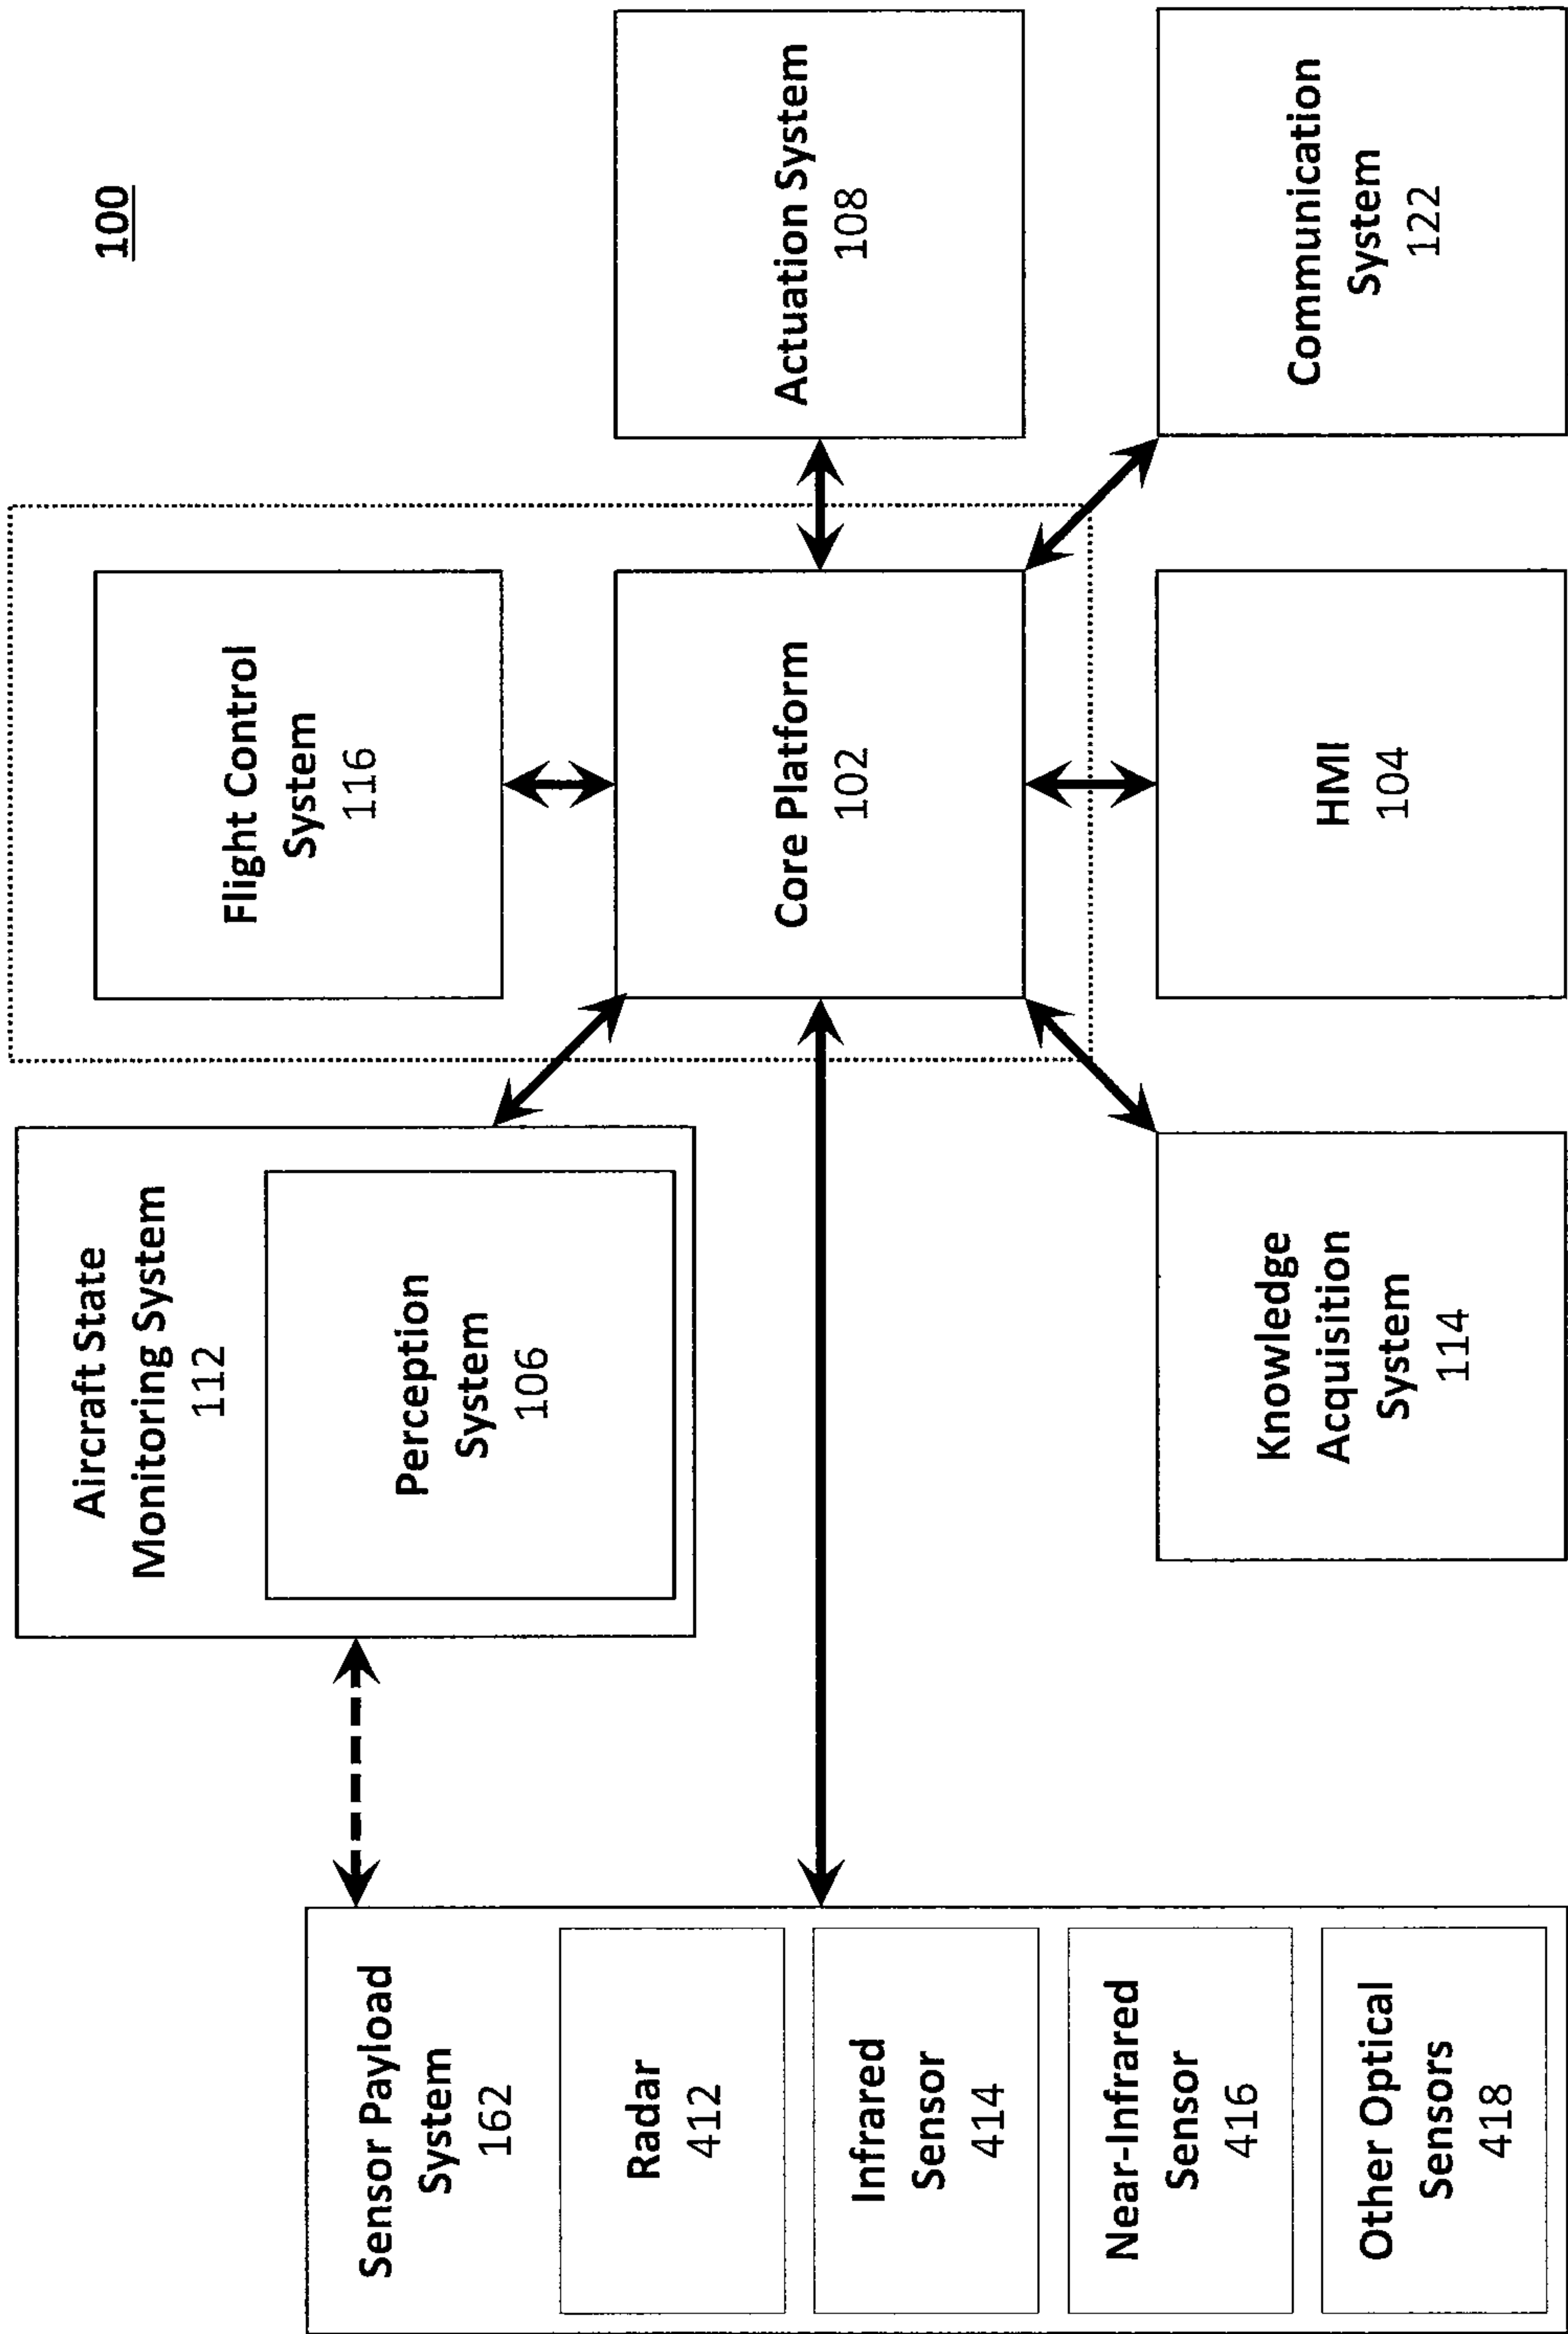 100
Sensor Payload
System
162
Radar
412
Infrared
Sensor
414
Near-Infrared
Sensor
416
Other Optical
Sensors
418
Aircraft State
Monitoring System
112
Perception
System
106
Knowledge
Acquisition
System
114
Flight Control
System
116
Core Platform
102
HMI
104
Actuation System
108
Communication
System
122